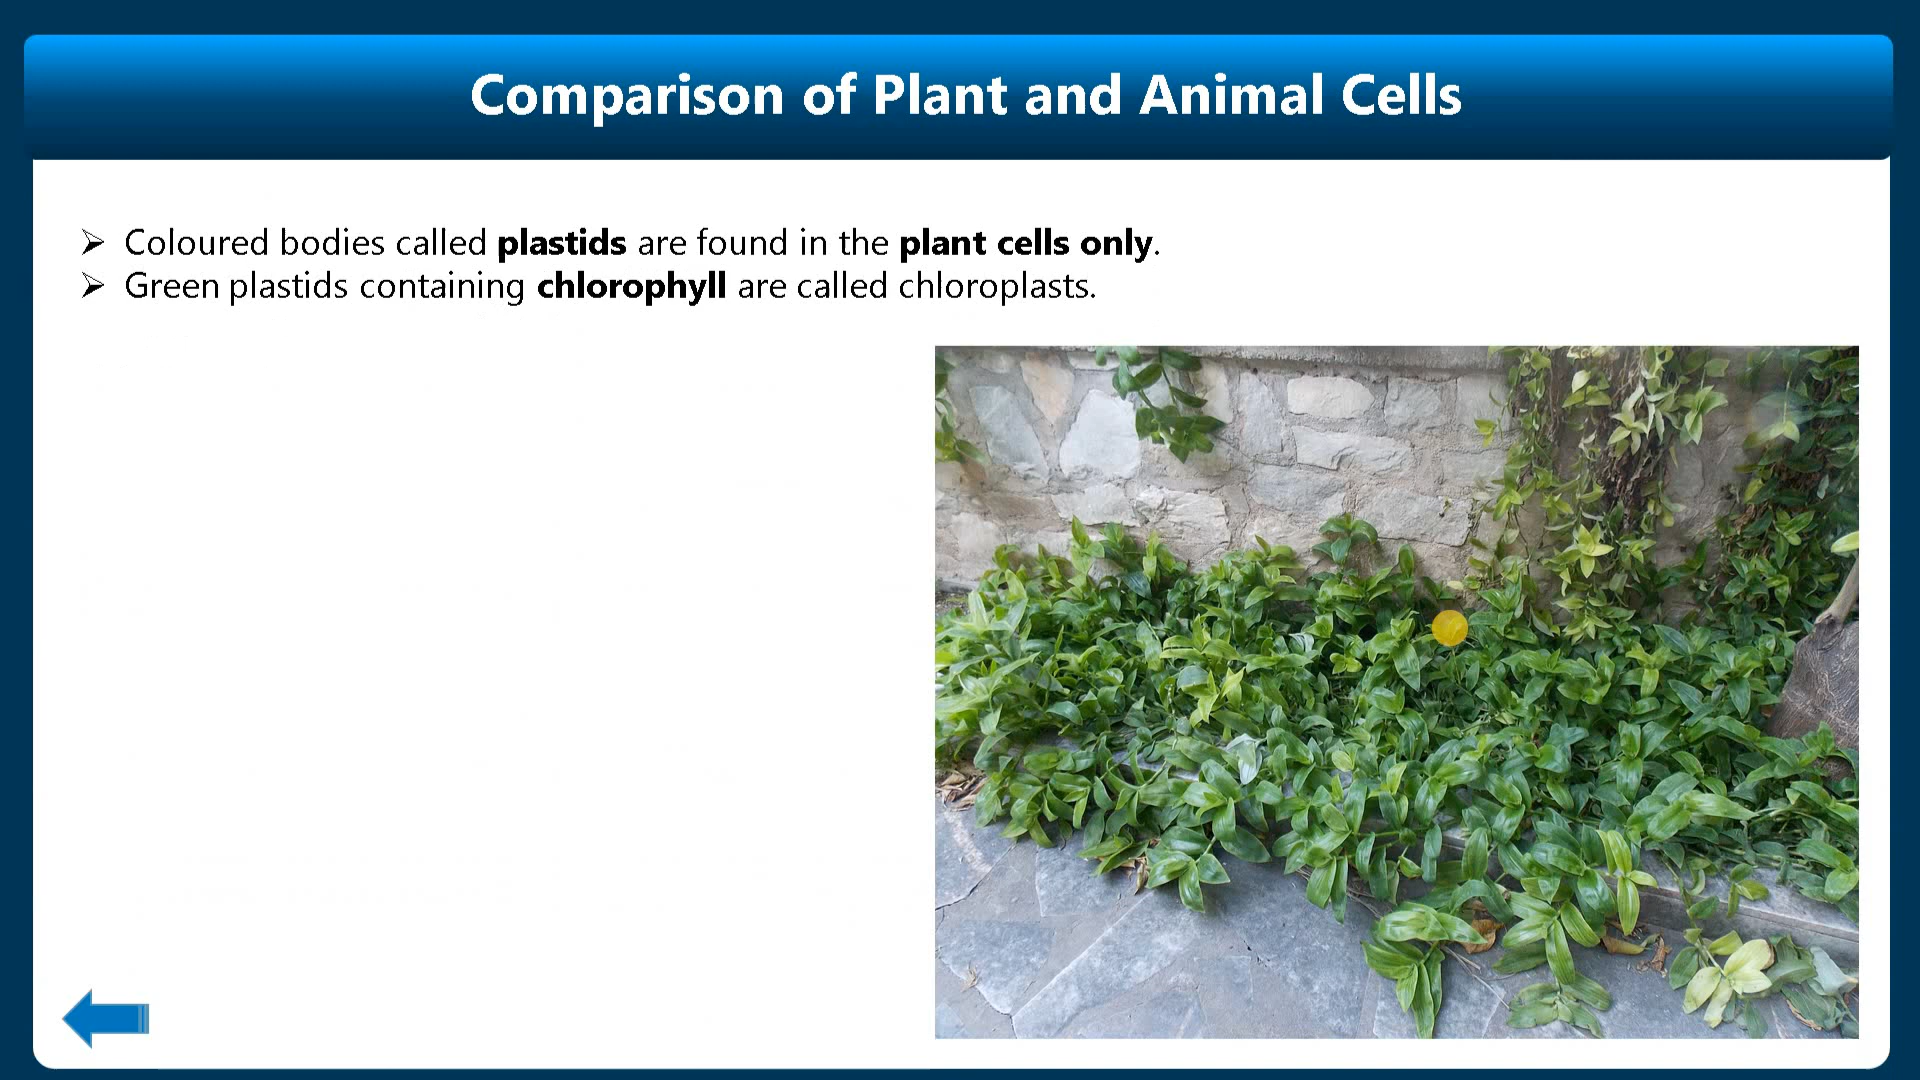 Comparison of Plant and Animal Cells
Coloured bodies called plastids are found in the plant cells only.
Green plastids containing chlorophyll are called chloroplasts.